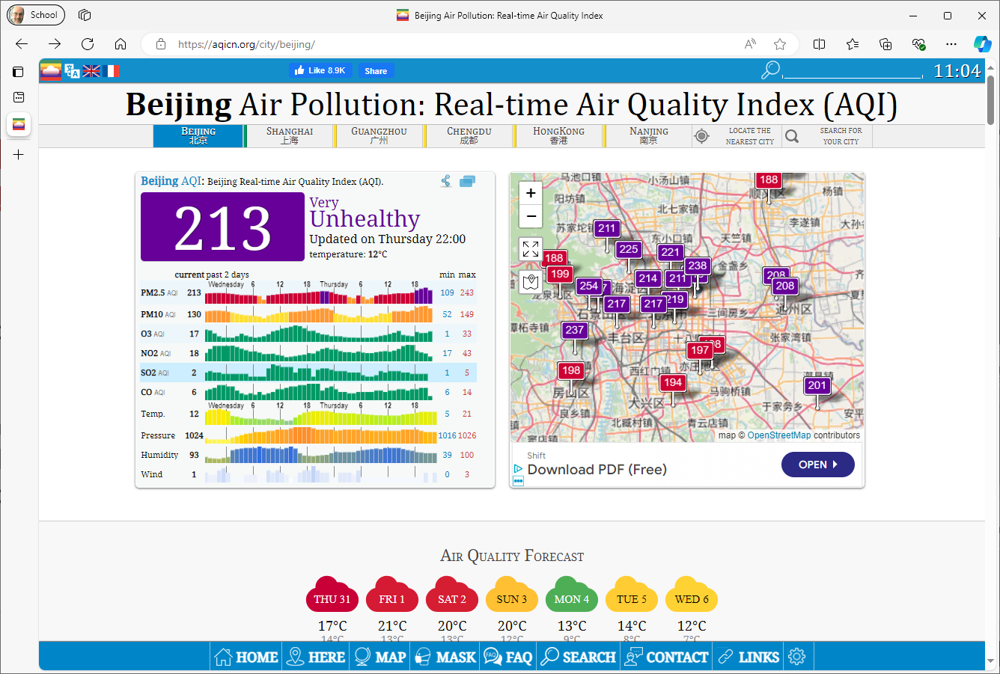 School
Beijing Air Pollution: Real-time Air Quality Index
https://aqicn.org/city/beijing/
Like 8.9K
Share
11:04
Beijing Air Pollution: Real-time Air Quality Index (AQI)
Beijing
北京
Shanghai
上海
Guangzhou
广州
Chengdu
成都
HongKong
香港
Nanjing
南京
Locate the nearest city
Search for your city
Beijing AQI: Beijing Real-time Air Quality Index (AQI).
213
Very
Unhealthy
Updated on Thursday 22:00
temperature: 12°C
current past 2 days min max
Wednesday 6 12 18 Thursday 6 12 18
PM2.5 AQI 213 109 243
PM10 AQI 130 52 149
O3 AQI 17 1 33
NO2 AQI 18 17 43
SO2 AQI 2 1 5
CO AQI 6 6 14
Wednesday 6 12 18 Thursday 6 12 18
Temp. 12 5 21
Pressure 1024 1016 1026
Humidity 93 39 100
Wind 1 0 3
+
−
马池口镇
小汤山镇
188
杨镇
阳坊镇
北七家镇
李遂镇
苏家坨镇
211
东小口镇
天竺镇
225
221
188
238
金盏乡
199
254
海淀区
214
211
208
208
龙泉镇
217
217
219
通州区
三间房乡
237
丰台区
张家湾镇
197
198
西红门镇
亦庄地区
194
201
房山区
大兴区
马驹桥镇
于家务乡
良乡镇
北臧村镇
青云店镇
安平
窦店镇
map © OpenStreetMap contributors
Shift
Download PDF (Free)
OPEN
Air Quality Forecast
THU 31
FRI 1
SAT 2
SUN 3
MON 4
TUE 5
WED 6
17°C
21°C
20°C
20°C
13°C
14°C
12°C
14°C
13°C
13°C
12°C
9°C
8°C
7°C
HOME
HERE
MAP
MASK
FAQ
FAQ
SEARCH
CONTACT
LINKS